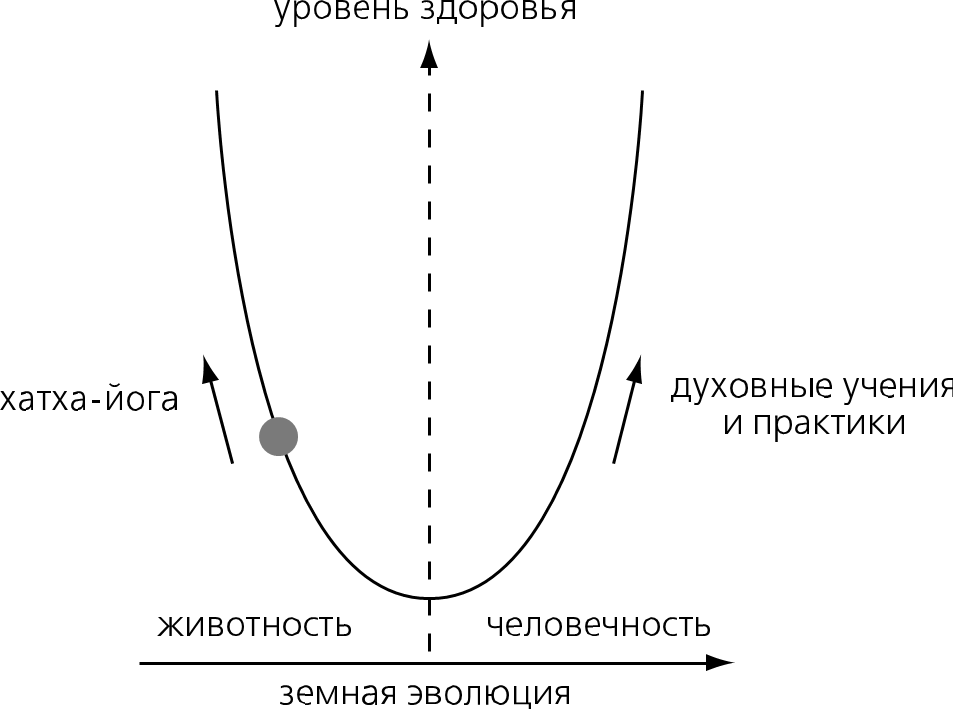 уровень здоровья
хатха-йога
духовные учения
и практики
животность
человечность
земная эволюция